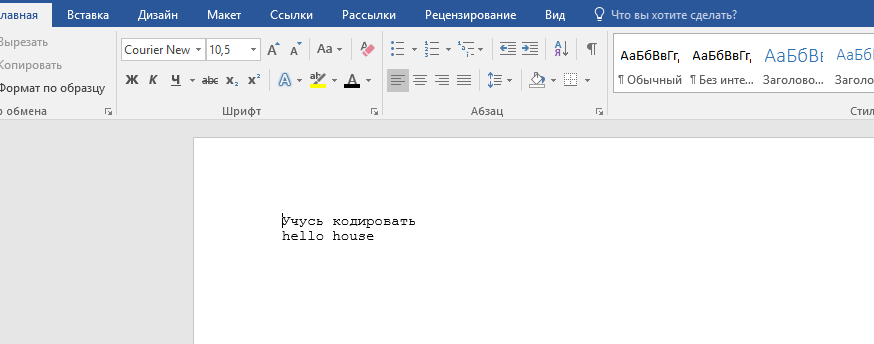 лавная Вставка Дизайн Макет Ссылки Рассылки Рецензирование Вид Что вы хотите сделать?
Вырезать
Копировать
Формат по образцу
о обмена
Courier New 10,5 Aa
Ж К Ч abc x₂ x² A ab A
Шрифт
Абзац
АаБбВвГг, АаБбВвГг, АаБбВв АаБбВвГ
¶ Обычный ¶ Без инте... Заголово... Заголо
Стил
Учусь кодировать
hello house